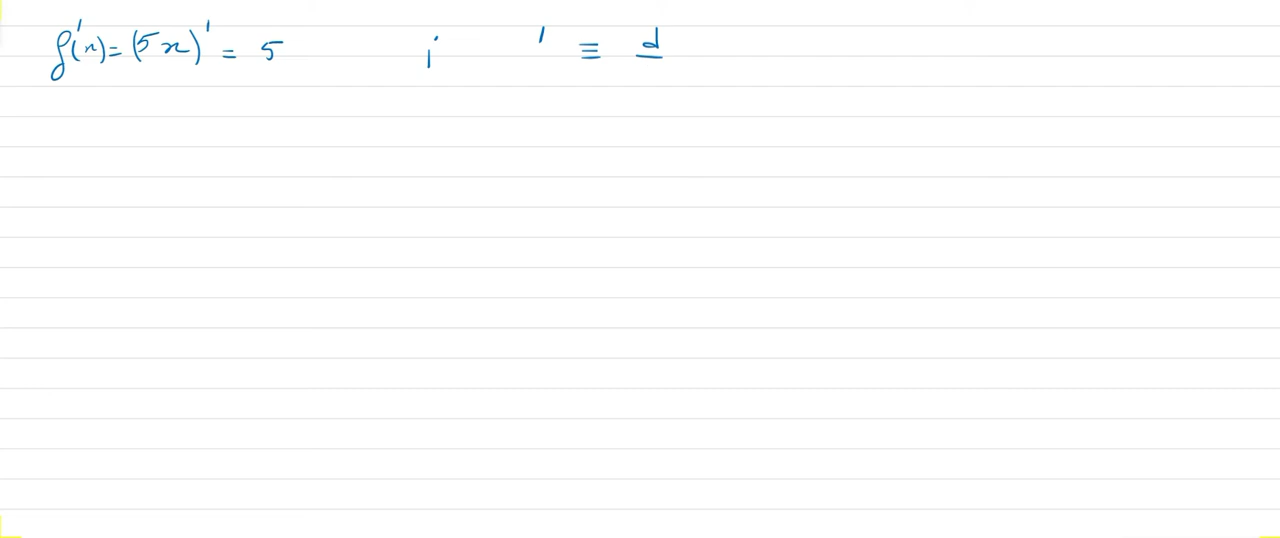 f'(x) = (5x)' = 5 ; ' ≡ d